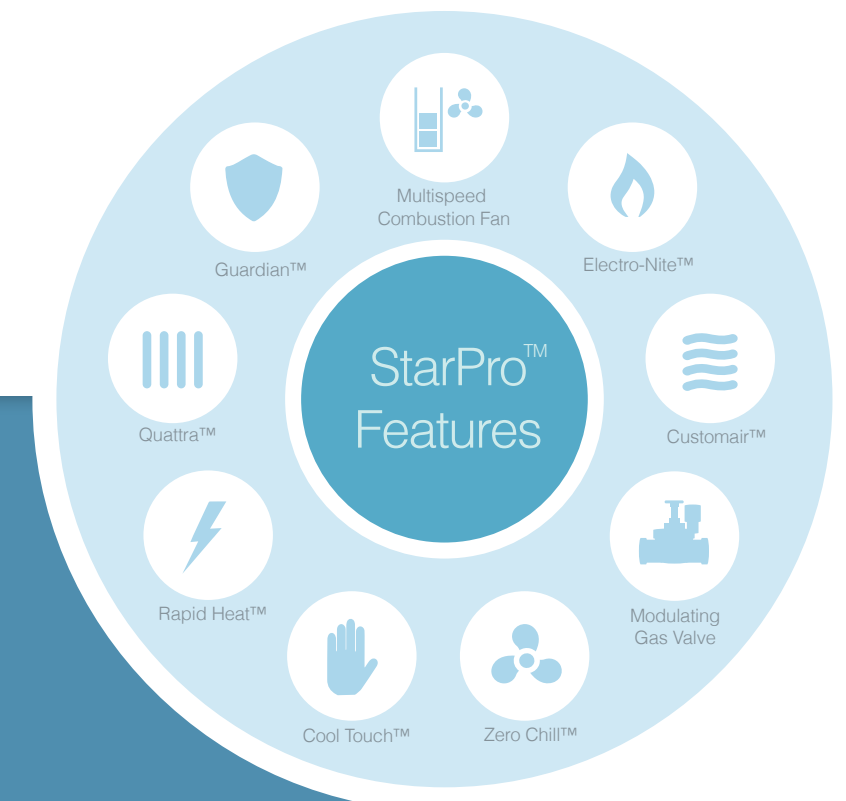 StarPro™
Features
Multispeed
Combustion Fan
Electro-Nite™
Customair™
Modulating
Gas Valve
Zero Chill™
Cool Touch™
Rapid Heat™
Quattra™
Guardian™